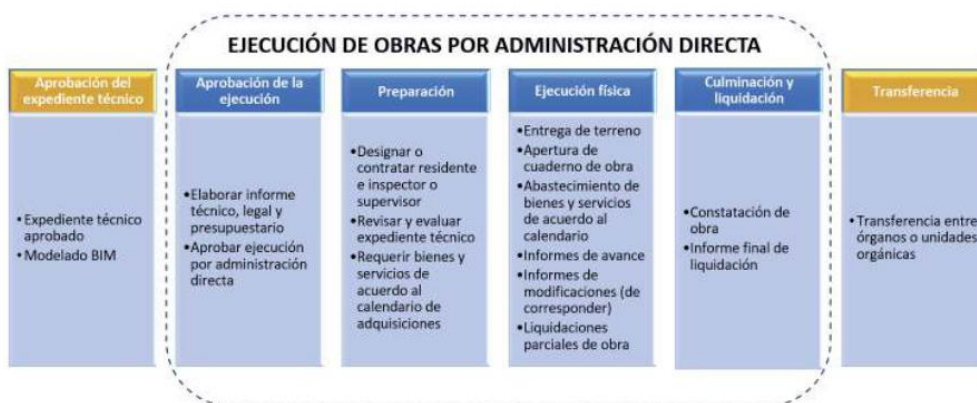 EJECUCIÓN DE OBRAS POR ADMINISTRACIÓN DIRECTA
Aprobación del
expediente técnico
•Expediente técnico
aprobado
•Modelado BIM
Aprobación de la
ejecución
•Elaborar informe
técnico, legal y
presupuestario
•Aprobar ejecución
por administración
directa
Preparación
•Designar o
contratar residente
e inspector o
supervisor
•Revisar y evaluar
expediente técnico
•Requerir bienes y
servicios de
acuerdo al
calendario de
adquisiciones
Ejecución física
•Entrega de terreno
•Apertura de
cuaderno de obra
•Abastecimiento de
bienes y servicios
de acuerdo al
calendario
•Informes de avance
•Informes de
modificaciones (de
corresponder)
•Liquidaciones
parciales de obra
Culminación y
liquidación
•Constatación de
obra
•Informe final de
liquidación
Transferencia
•Transferencia entre
órganos o unidades
orgánicas